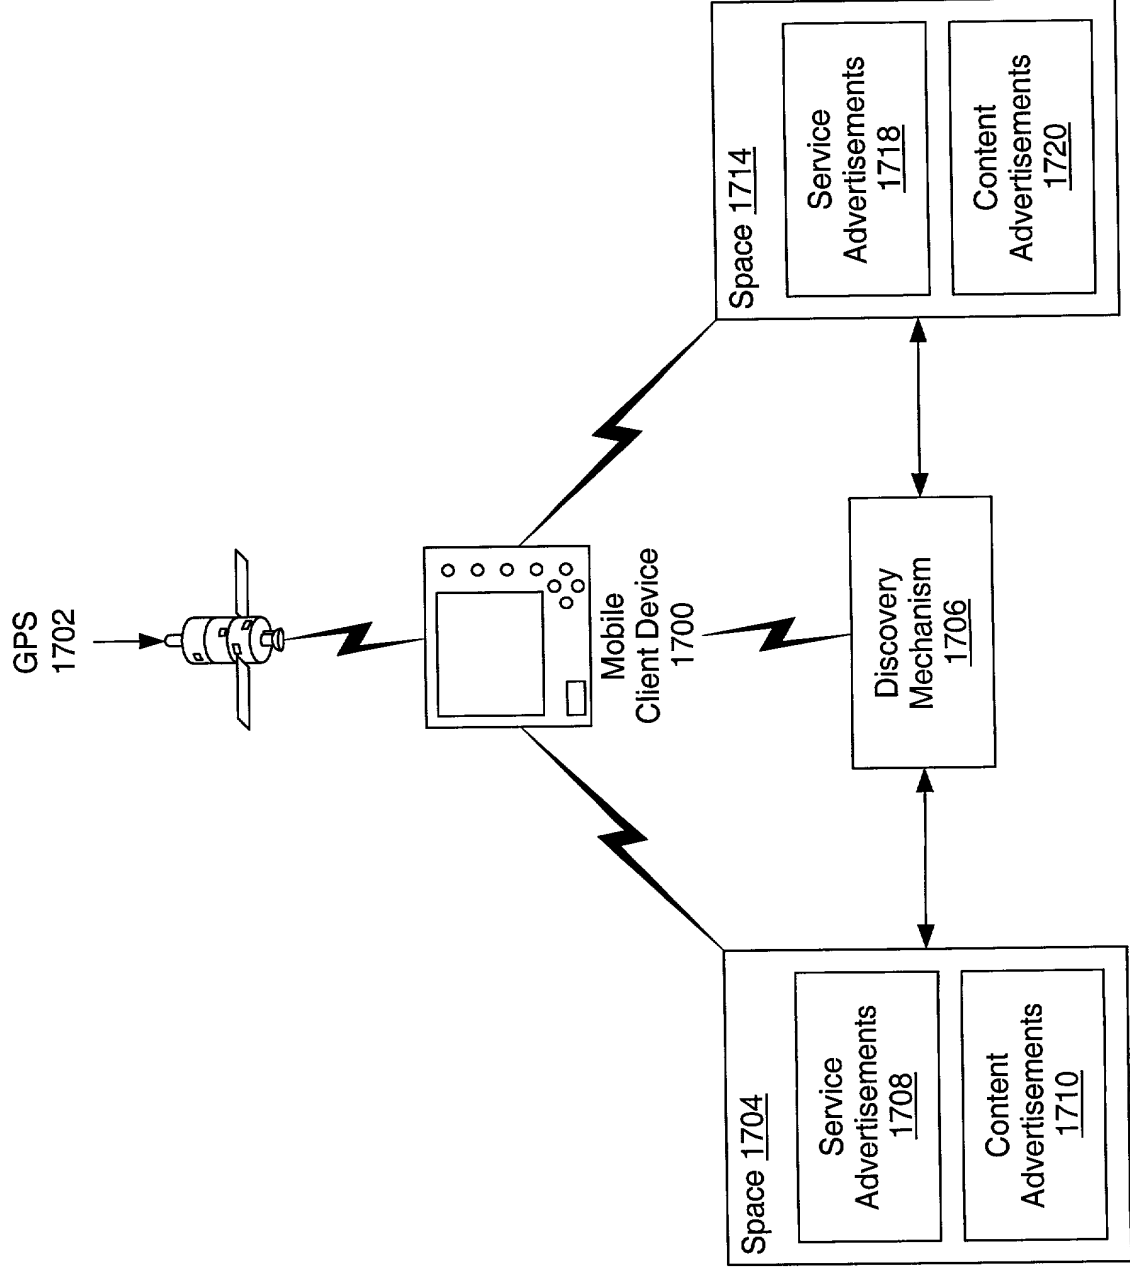 GPS
1702
Mobile
Client Device
1700
Space 1704
Service
Advertisements
1708
Content
Advertisements
1710
Discovery
Mechanism
1706
Space 1714
Service
Advertisements
1718
Content
Advertisements
1720